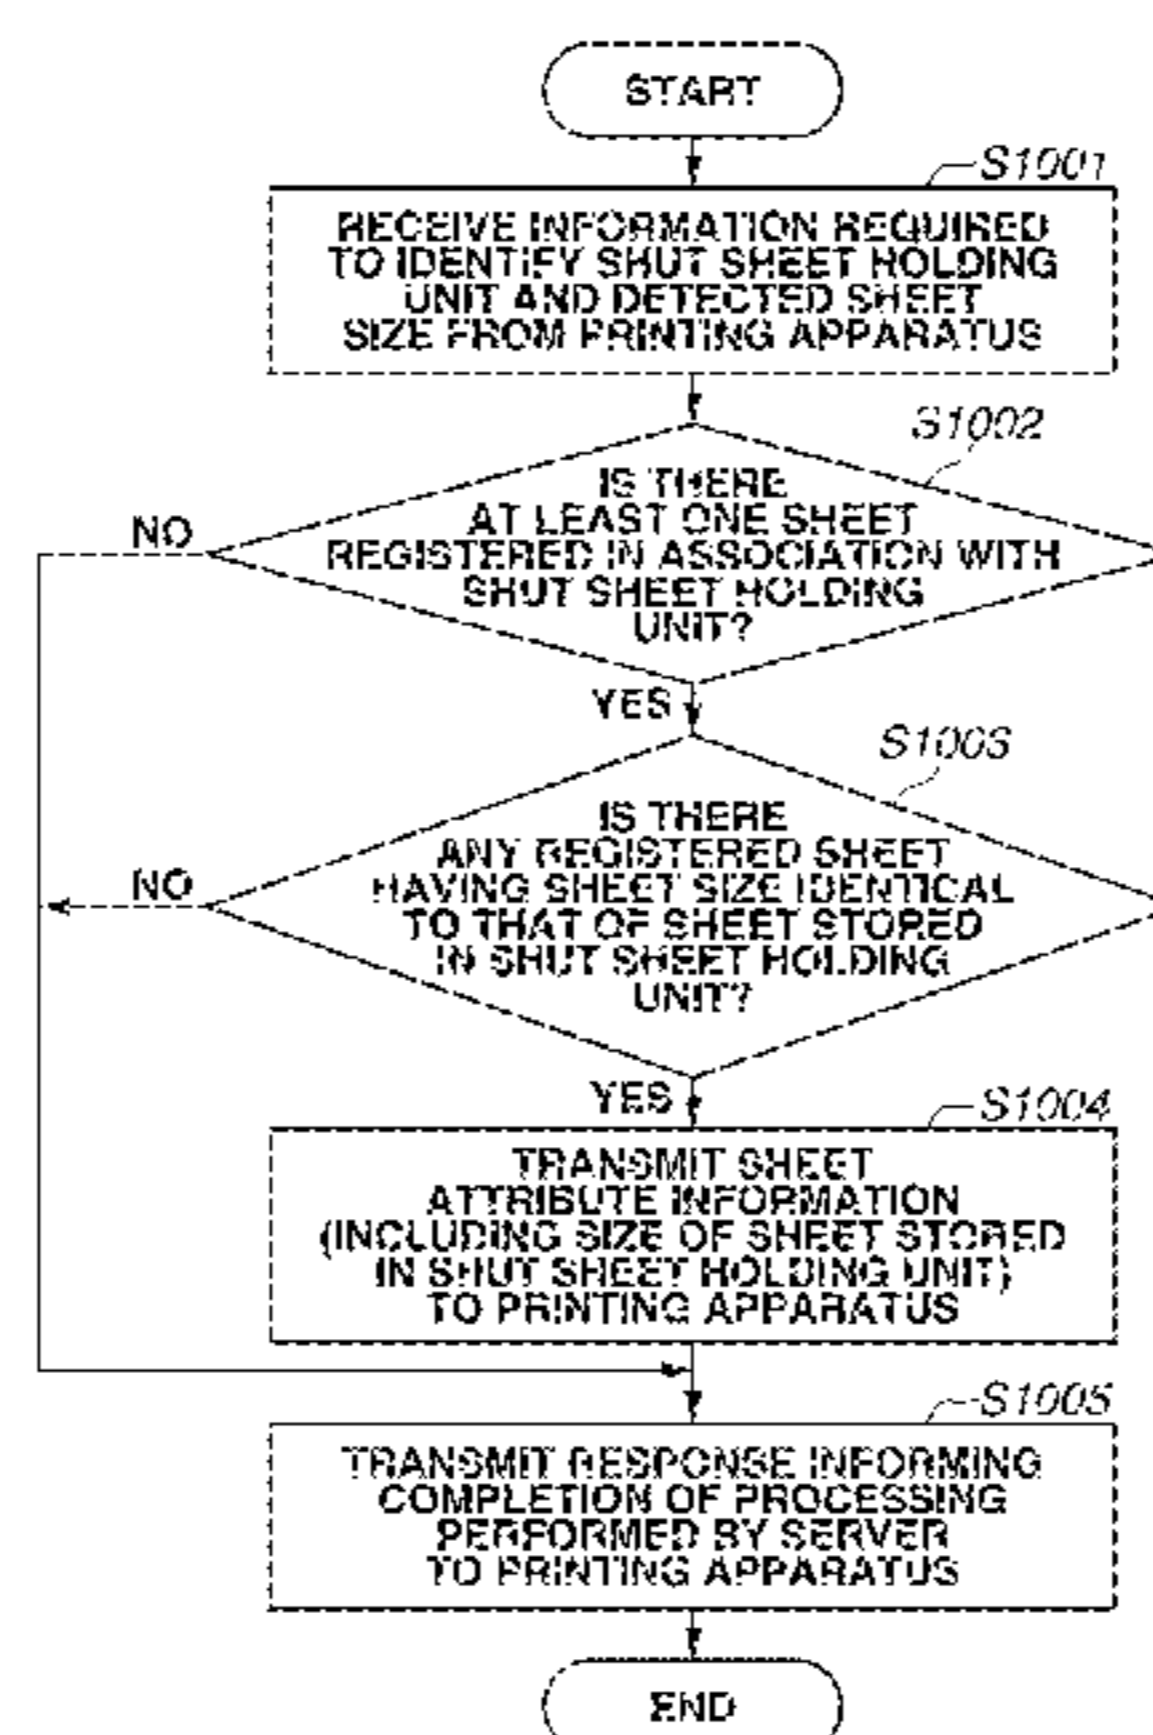 START
S1001
RECEIVE INFORMATION REQUIRED
TO IDENTIFY SHUT SHEET HOLDING
UNIT AND DETECTED SHEET
SIZE FROM PRINTING APPARATUS
S1002
IS THERE
AT LEAST ONE SHEET
REGISTERED IN ASSOCIATION WITH
SHUT SHEET HOLDING
UNIT?
NO
YES
S1003
IS THERE
ANY REGISTERED SHEET
HAVING SHEET SIZE IDENTICAL
TO THAT OF SHEET STORED
IN SHUT SHEET HOLDING
UNIT?
NO
YES
S1004
TRANSMIT SHEET
ATTRIBUTE INFORMATION
(INCLUDING SIZE OF SHEET STORED
IN SHUT SHEET HOLDING UNIT)
TO PRINTING APPARATUS
S1005
TRANSMIT RESPONSE INFORMING
COMPLETION OF PROCESSING
PERFORMED BY SERVER
TO PRINTING APPARATUS
END